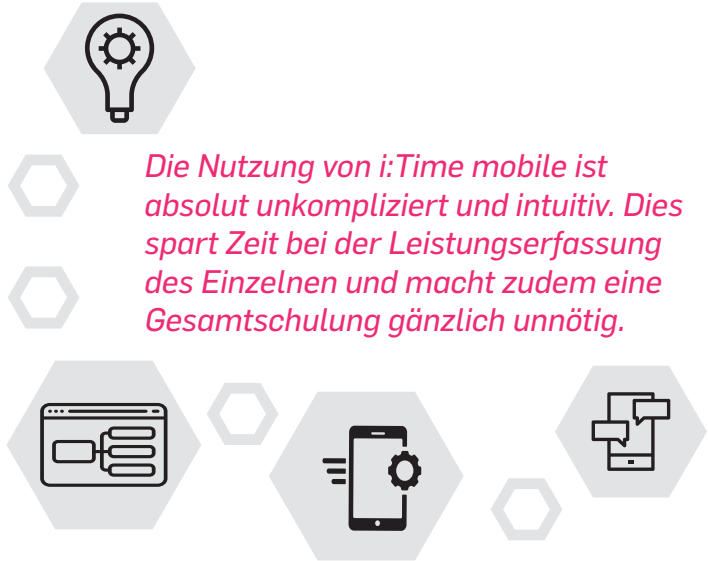 Die Nutzung von i:Time mobile ist
absolut unkompliziert und intuitiv. Dies
spart Zeit bei der Leistungserfassung
des Einzelnen und macht zudem eine
Gesamtschulung gänzlich unnötig.